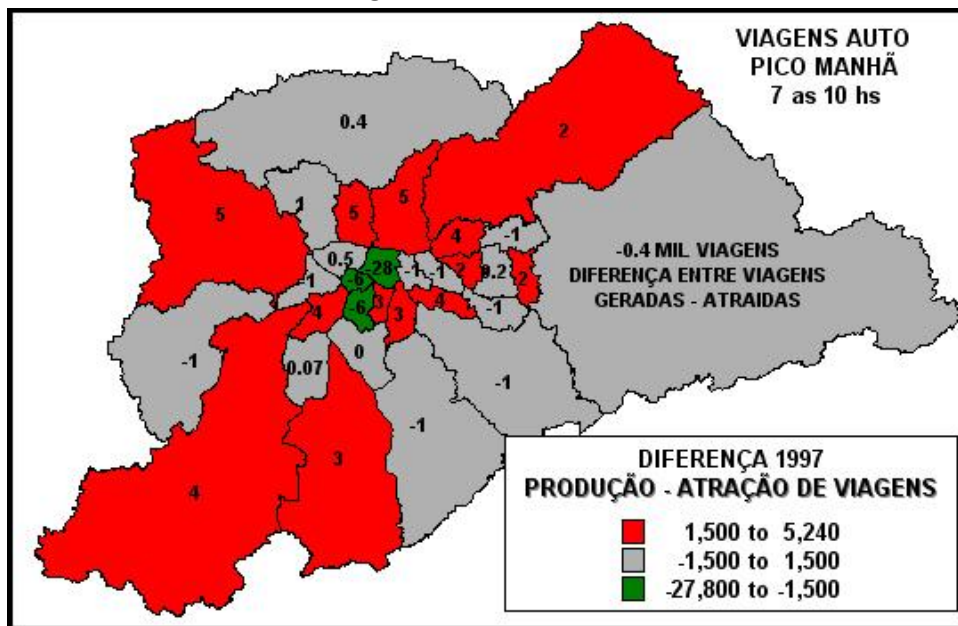 VIAGENS AUTO
PICO MANHÃ
7 as 10 hs
0.4
2
5
1
5
5
4
-1
0.5
-28
-1
-1
2
0.2
2
-1
-6
-6
3
3
4
-1
4
-0.4 MIL VIAGENS
DIFERENÇA ENTRE VIAGENS
GERADAS - ATRAIDAS
-1
0.07
0
-1
-1
4
3
DIFERENÇA 1997
PRODUÇÃO - ATRAÇÃO DE VIAGENS
1,500 to 5,240
-1,500 to 1,500
-27,800 to -1,500